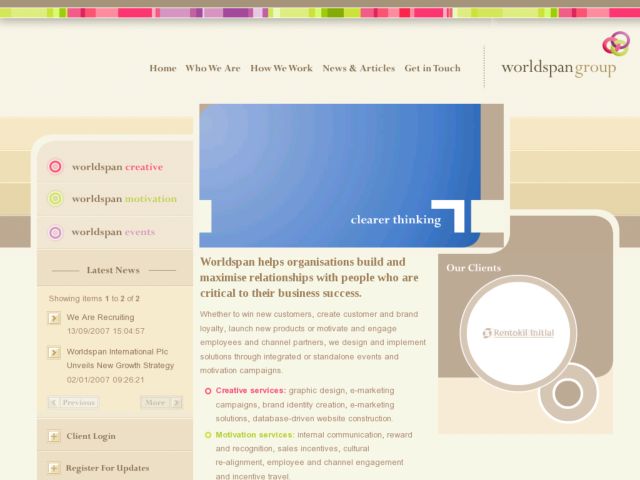 Home Who We Are How We Work News & Articles Get in Touch
worldspangroup
worldspan creative
worldspan motivation
worldspan events
Latest News
Showing items 1 to 2 of 2
We Are Recruiting
13/09/2007 15:04:57
Worldspan International Plc
Unveils New Growth Strategy
02/01/2007 09:26:21
Previous More
Client Login
Register For Updates
clearer thinking
Worldspan helps organisations build and
maximise relationships with people who are
critical to their business success.
Whether to win new customers, create customer and brand
loyalty, launch new products or motivate and engage
employees and channel partners, we design and implement
solutions through integrated or standalone events and
motivation campaigns.
Creative services: graphic design, e-marketing
campaigns, brand identity creation, e-marketing
solutions, database-driven website construction.
Motivation services: internal communication, reward
and recognition, sales incentives, cultural
re-alignment, employee and channel engagement
and incentive travel.
Our Clients
Rentokil Initial